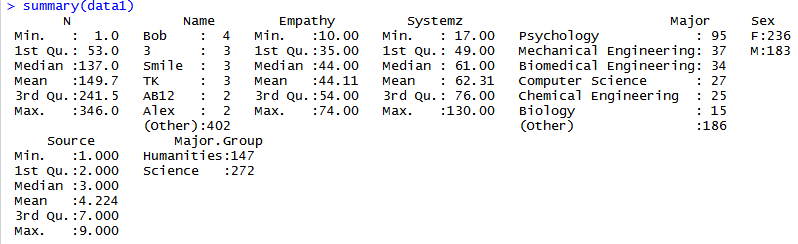 > summary(data1)
       N              Name        Empathy         Systemz                          Major      Sex
 Min.   :  1.0   Bob    :  4   Min.   :10.00   Min.   : 17.00   Psychology            : 95   F:236
 1st Qu.: 53.0   3      :  3   1st Qu.:35.00   1st Qu.: 49.00   Mechanical Engineering: 37   M:183
 Median :137.0   Smile  :  3   Median :44.00   Median : 61.00   Biomedical Engineering: 34
 Mean   :149.7   TK     :  3   Mean   :44.11   Mean   : 62.31   Computer Science      : 27
 3rd Qu.:241.5   AB12   :  2   3rd Qu.:54.00   3rd Qu.: 76.00   Chemical Engineering  : 25
 Max.   :346.0   Alex   :  2   Max.   :74.00   Max.   :130.00   Biology               : 15
                 (Other):402                                    (Other)               :186
     Source          Major.Group
 Min.   :1.000   Humanities:147
 1st Qu.:2.000   Science   :272
 Median :3.000
 Mean   :4.224
 3rd Qu.:7.000
 Max.   :9.000